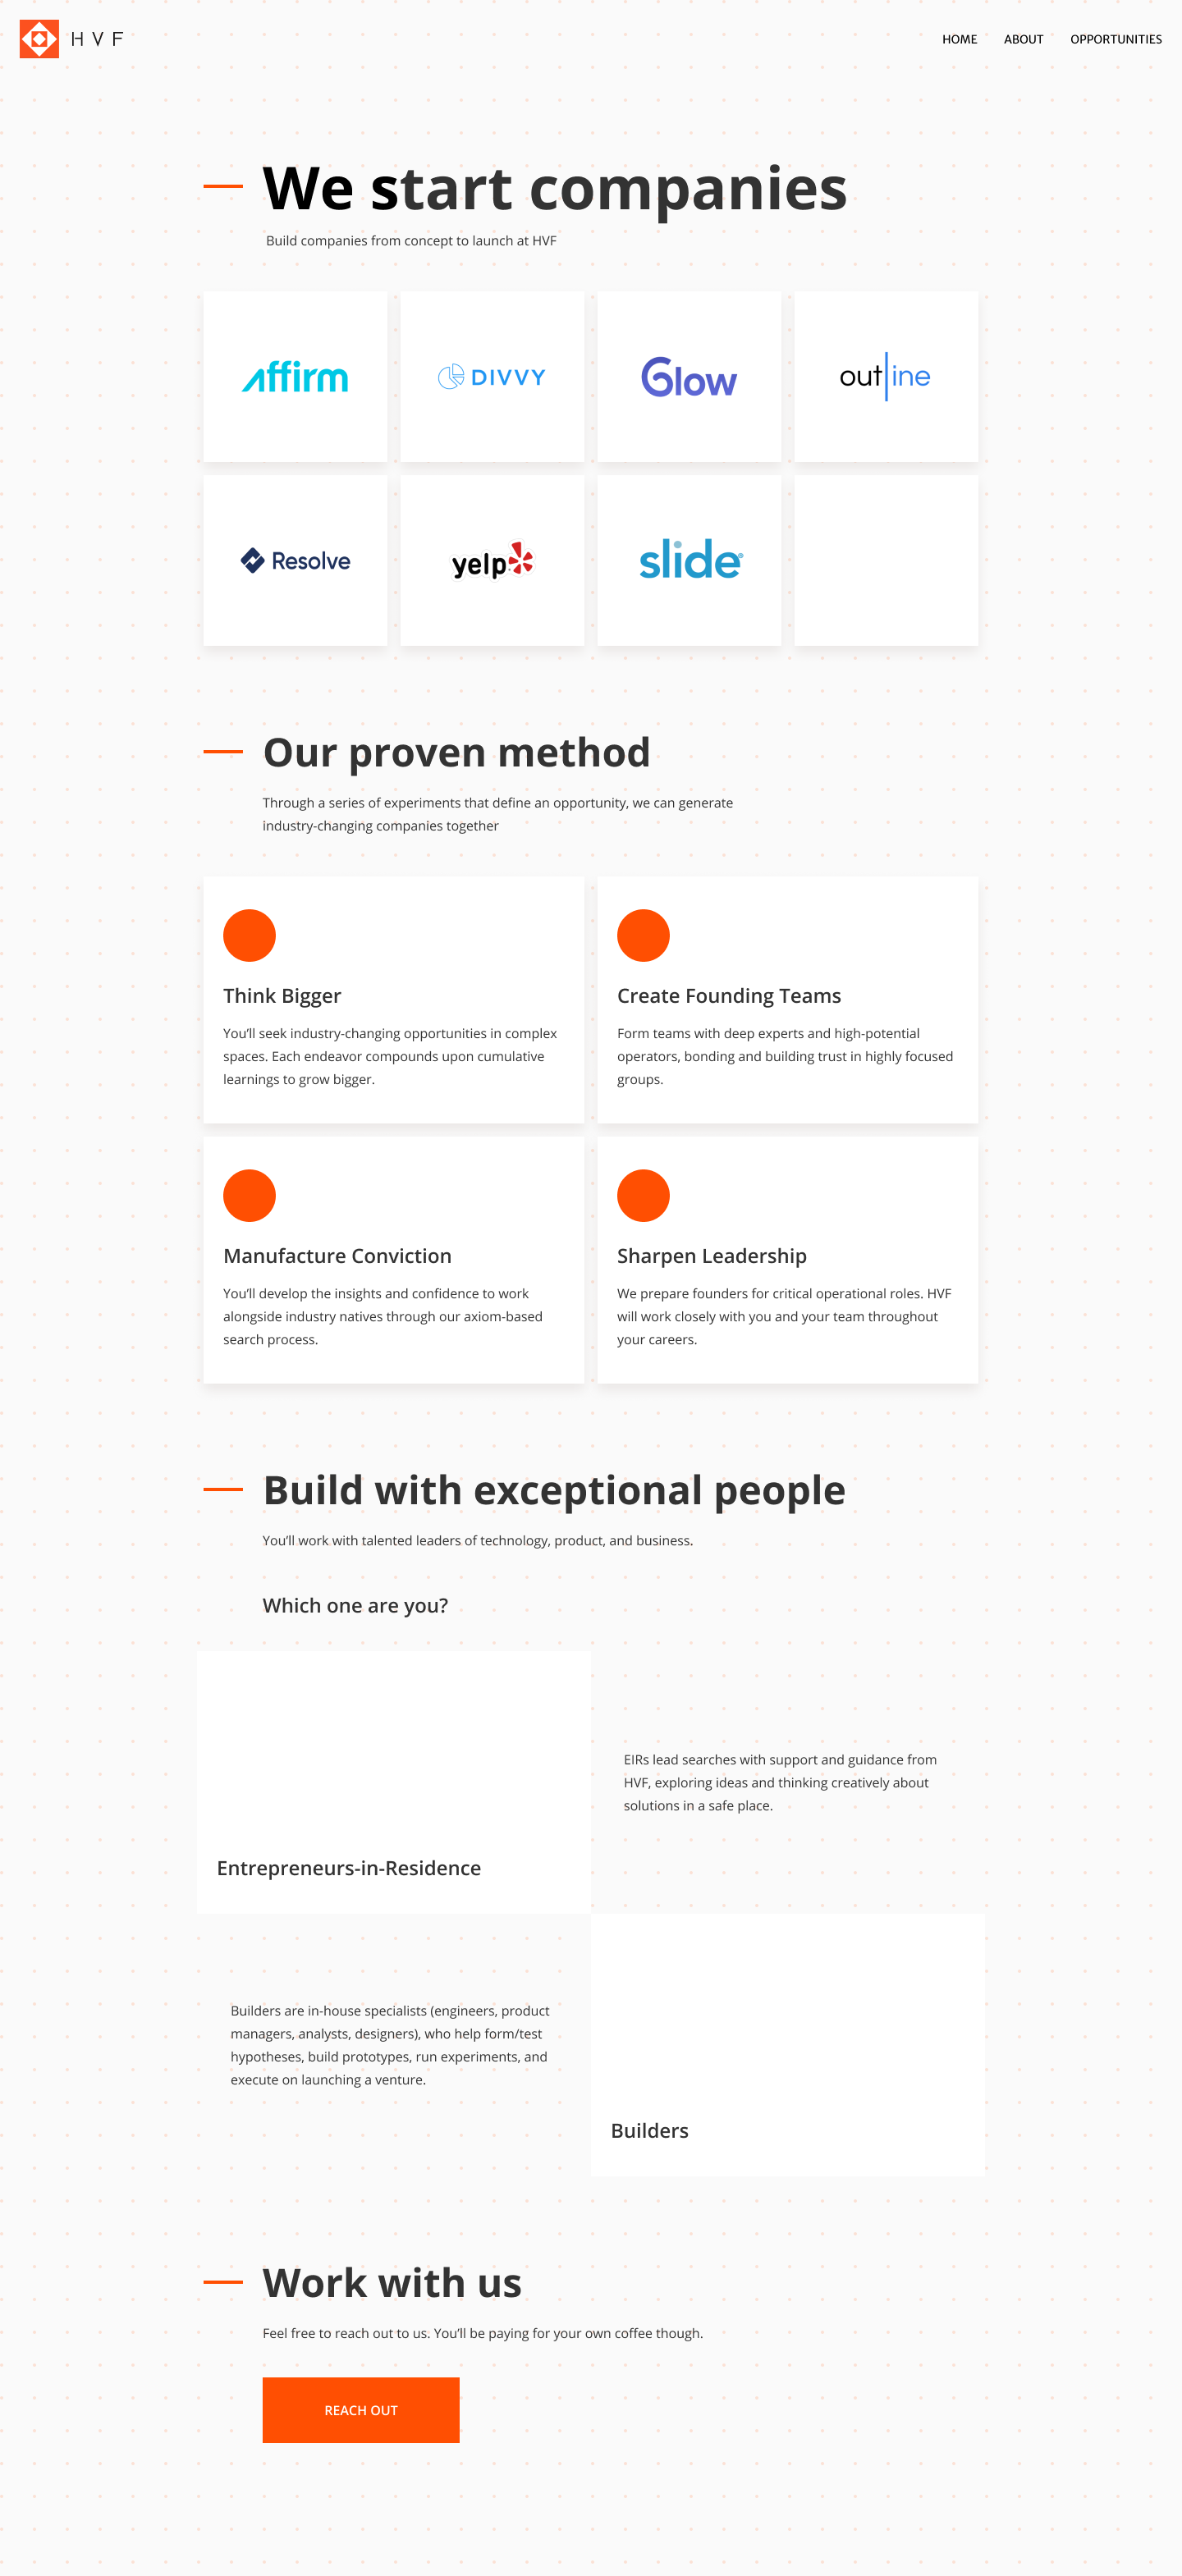 HVF
HOME ABOUT OPPORTUNITIES
We start companies
Build companies from concept to launch at HVF
affirm
DIVVY
Glow
out|ine
Resolve
yelp
slide®
Our proven method
Through a series of experiments that define an opportunity, we can generate
industry-changing companies together
Think Bigger
You'll seek industry-changing opportunities in complex
spaces. Each endeavor compounds upon cumulative
learnings to grow bigger.
Create Founding Teams
Form teams with deep experts and high-potential
operators, bonding and building trust in highly focused
groups.
Manufacture Conviction
You'll develop the insights and confidence to work
alongside industry natives through our axiom-based
search process.
Sharpen Leadership
We prepare founders for critical operational roles. HVF
will work closely with you and your team throughout
your careers.
Build with exceptional people
You'll work with talented leaders of technology, product, and business.
Which one are you?
Entrepreneurs-in-Residence
EIRs lead searches with support and guidance from
HVF, exploring ideas and thinking creatively about
solutions in a safe place.
Builders are in-house specialists (engineers, product
managers, analysts, designers), who help form/test
hypotheses, build prototypes, run experiments, and
execute on launching a venture.
Builders
Work with us
Feel free to reach out to us. You'll be paying for your own coffee though.
REACH OUT